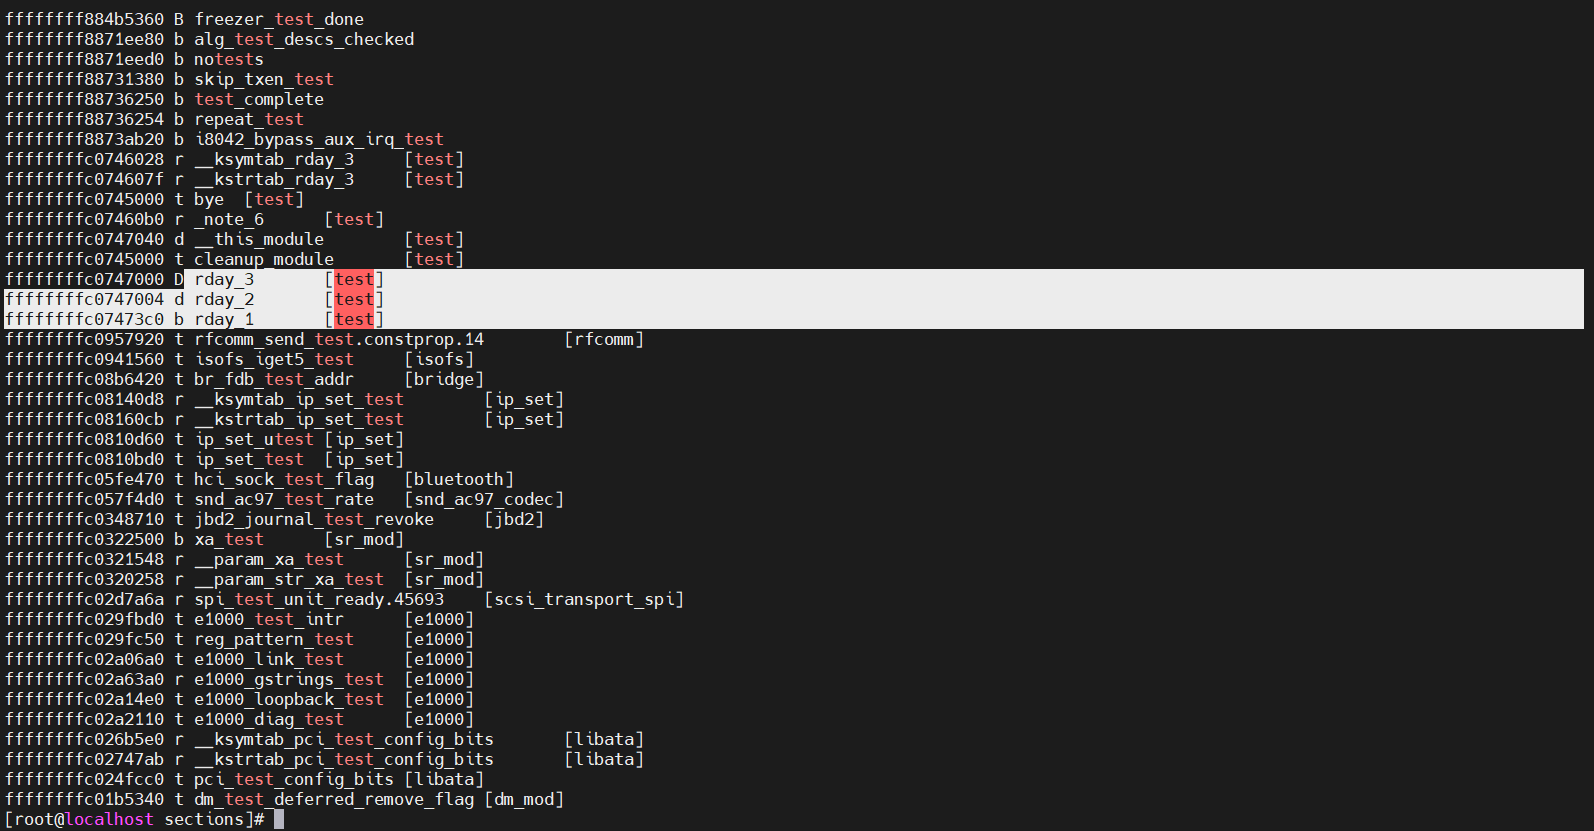 ffffffff884b5360 B freezer_test_done
ffffffff8871ee80 b alg_test_descs_checked
ffffffff8871eed0 b notests
ffffffff88731380 b skip_txen_test
ffffffff88736250 b test_complete
ffffffff88736254 b repeat_test
ffffffff8873ab20 b i8042_bypass_aux_irq_test
ffffffffc0746028 r __ksymtab_rday_3 [test]
ffffffffc074607f r __kstrtab_rday_3 [test]
ffffffffc0745000 t bye [test]
ffffffffc07460b0 r _note_6 [test]
ffffffffc0747040 d __this_module [test]
ffffffffc0745000 t cleanup_module [test]
ffffffffc0747000 D rday_3 [test]
ffffffffc0747004 d rday_2 [test]
ffffffffc07473c0 b rday_1 [test]
ffffffffc0957920 t rfcomm_send_test.constprop.14 [rfcomm]
ffffffffc0941560 t isofs_iget5_test [isofs]
ffffffffc08b6420 t br_fdb_test_addr [bridge]
ffffffffc08140d8 r __ksymtab_ip_set_test [ip_set]
ffffffffc08160cb r __kstrtab_ip_set_test [ip_set]
ffffffffc0810d60 t ip_set_utest [ip_set]
ffffffffc0810bd0 t ip_set_test [ip_set]
ffffffffc05fe470 t hci_sock_test_flag [bluetooth]
ffffffffc057f4d0 t snd_ac97_test_rate [snd_ac97_codec]
ffffffffc0348710 t jbd2_journal_test_revoke [jbd2]
ffffffffc0322500 b xa_test [sr_mod]
ffffffffc0321548 r __param_xa_test [sr_mod]
ffffffffc0320258 r __param_str_xa_test [sr_mod]
ffffffffc02d7a6a r spi_test_unit_ready.45693 [scsi_transport_spi]
ffffffffc029fbd0 t e1000_test_intr [e1000]
ffffffffc029fc50 t reg_pattern_test [e1000]
ffffffffc02a06a0 t e1000_link_test [e1000]
ffffffffc02a63a0 r e1000_gstrings_test [e1000]
ffffffffc02a14e0 t e1000_loopback_test [e1000]
ffffffffc02a2110 t e1000_diag_test [e1000]
ffffffffc026b5e0 r __ksymtab_pci_test_config_bits [libata]
ffffffffc02747ab r __kstrtab_pci_test_config_bits [libata]
ffffffffc024fcc0 t pci_test_config_bits [libata]
ffffffffc01b5340 t dm_test_deferred_remove_flag [dm_mod]
[root@localhost sections]#